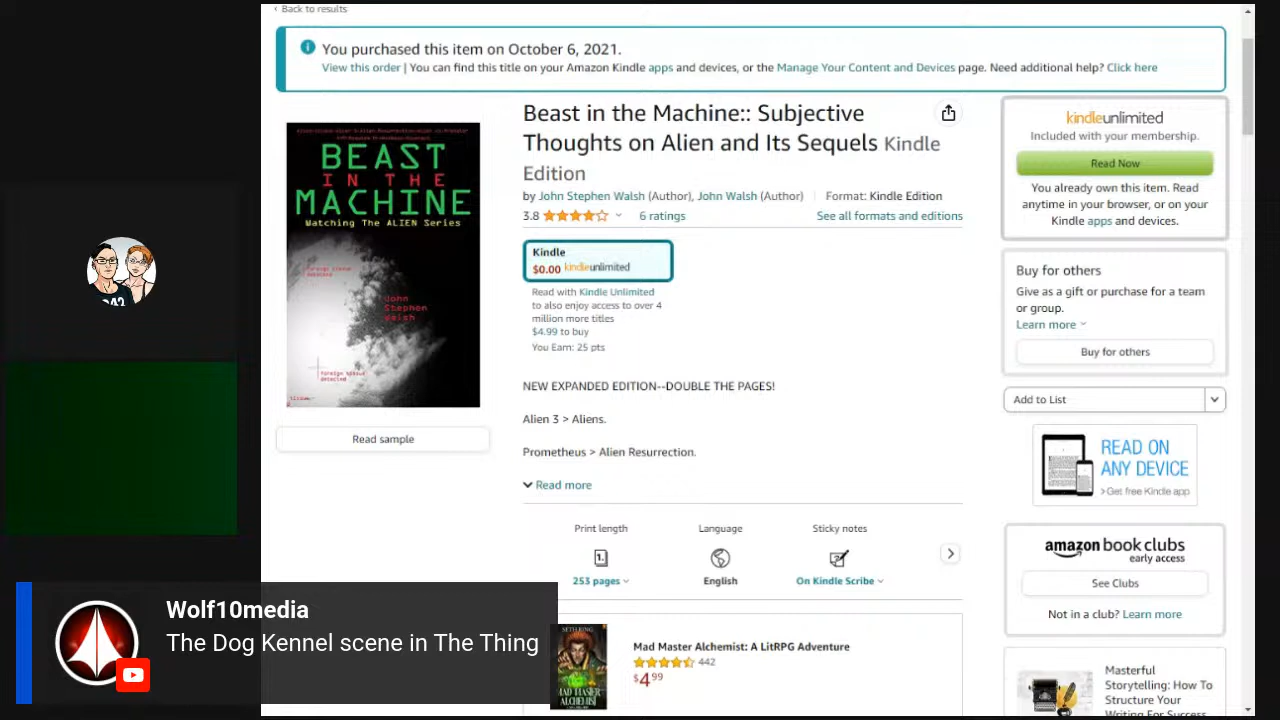 ‹ Back to results
You purchased this item on October 6, 2021.
View this order | You can find this title on your Amazon Kindle apps and devices, or the Manage Your Content and Devices page. Need additional help? Click here
BEAST
IN THE
MACHINE
Watching The ALIEN Series
John
Stephen
Walsh
Read sample
Beast in the Machine:: Subjective
Thoughts on Alien and Its Sequels Kindle
Edition
by John Stephen Walsh (Author), John Walsh (Author) | Format: Kindle Edition
3.8 6 ratings See all formats and editions
Kindle
$0.00 kindleunlimited
Read with Kindle Unlimited
to also enjoy access to over 4
million more titles
$4.99 to buy
You Earn: 25 pts
NEW EXPANDED EDITION--DOUBLE THE PAGES!
Alien 3 > Aliens.
Prometheus > Alien Resurrection.
Read more
Print length Language Sticky notes
253 pages English On Kindle Scribe
SETH RING
MAD MASTER
ALCHEMIST
Mad Master Alchemist: A LitRPG Adventure
442
$4.99
kindleunlimited
Included with your membership.
Read Now
You already own this item. Read
anytime in your browser, or on your
Kindle apps and devices.
Buy for others
Give as a gift or purchase for a team
or group.
Learn more
Buy for others
Add to List
READ ON
ANY DEVICE
> Get free Kindle app
amazon book clubs
early access
See Clubs
Not in a club? Learn more
Masterful
Storytelling: How To
Structure Your
Writing For Success
Wolf10media
The Dog Kennel scene in The Thing